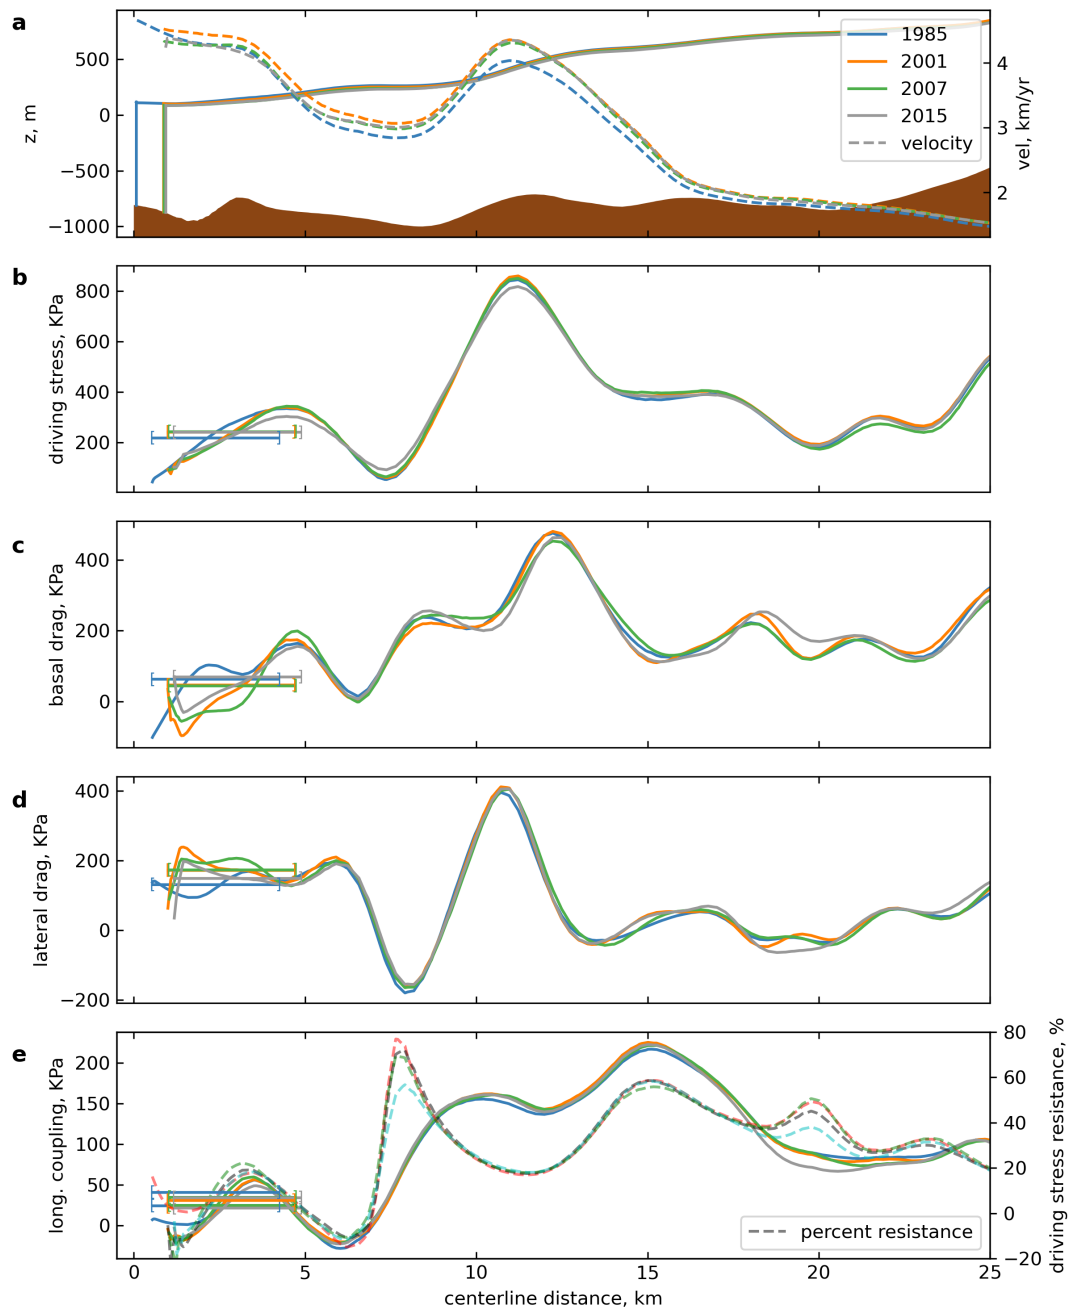 a
z, m
500
0
−500
−1000
1985
2001
2007
2015
velocity
4
3
2
vel, km/yr
b
driving stress, KPa
800
600
400
200
c
basal drag, KPa
400
200
0
d
lateral drag, KPa
400
200
0
−200
e
long. coupling, KPa
200
150
100
50
0
percent resistance
80
60
40
20
0
−20
driving stress resistance, %
0 5 10 15 20 25
centerline distance, km